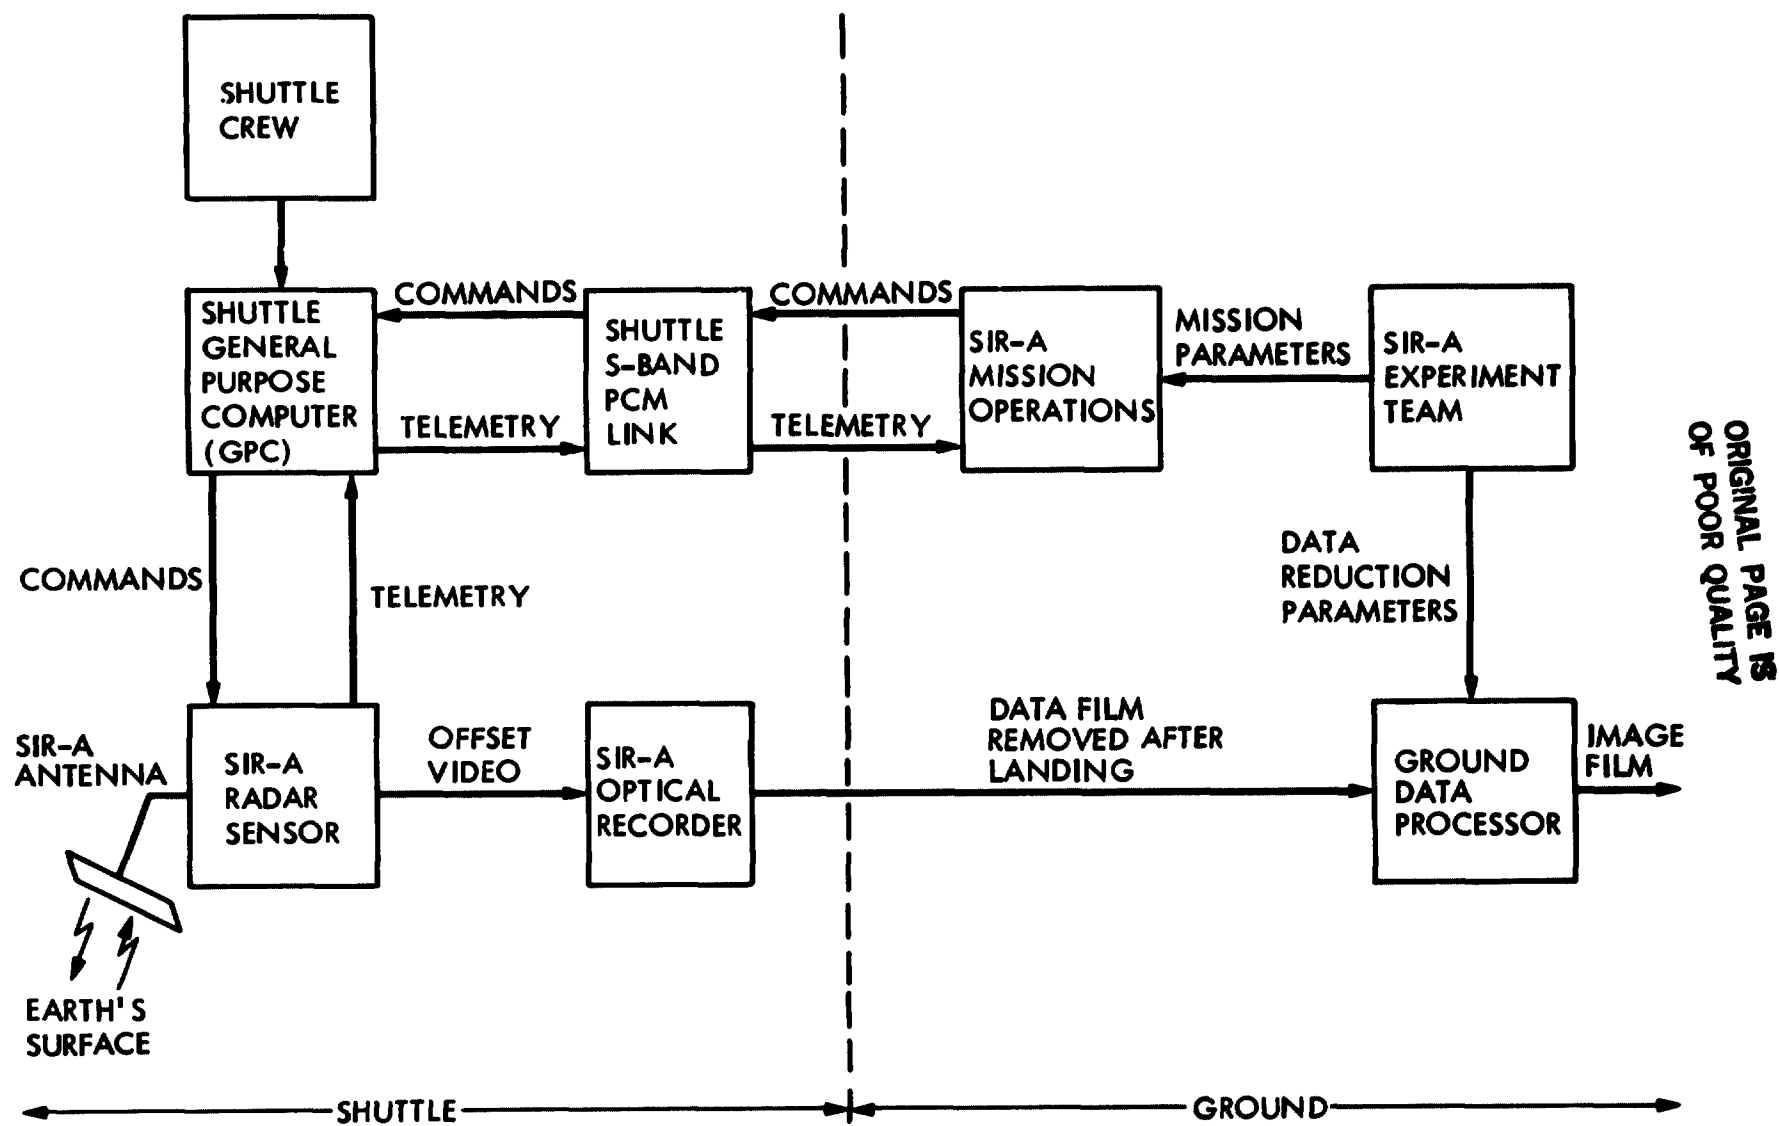 SHUTTLE
CREW
COMMANDS
COMMANDS
SHUTTLE
GENERAL
PURPOSE
COMPUTER
(GPC)
SHUTTLE
S-BAND
PCM
LINK
SIR-A
MISSION
OPERATIONS
MISSION
PARAMETERS
SIR-A
EXPERIMENT
TEAM
TELEMETRY
TELEMETRY
ORIGINAL PAGE IS
OF POOR QUALITY
COMMANDS
TELEMETRY
DATA
REDUCTION
PARAMETERS
SIR-A
ANTENNA
SIR-A
RADAR
SENSOR
OFFSET
VIDEO
SIR-A
OPTICAL
RECORDER
DATA FILM
REMOVED AFTER
LANDING
GROUND
DATA
PROCESSOR
IMAGE
FILM
EARTH'S
SURFACE
SHUTTLE
GROUND